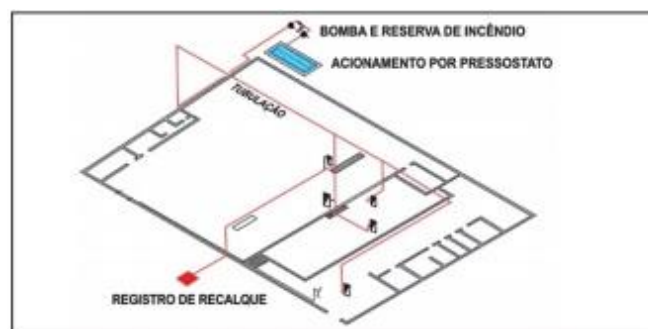 BOMBA E RESERVA DE INCÊNDIO
ACIONAMENTO POR PRESSOSTATO
TUBULAÇÃO
REGISTRO DE RECALQUE